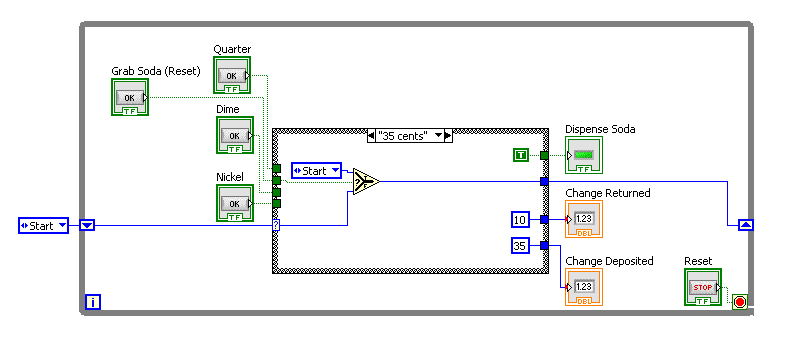 Quarter
OK
TF
Grab Soda (Reset)
OK
TF
Dime
OK
TF
"35 cents"
Dispense Soda
T
TF
Start
?
T
F
Nickel
OK
TF
Change Returned
10
1.23
DBL
Start
?
35
Change Deposited
1.23
DBL
Reset
STOP
TF
i